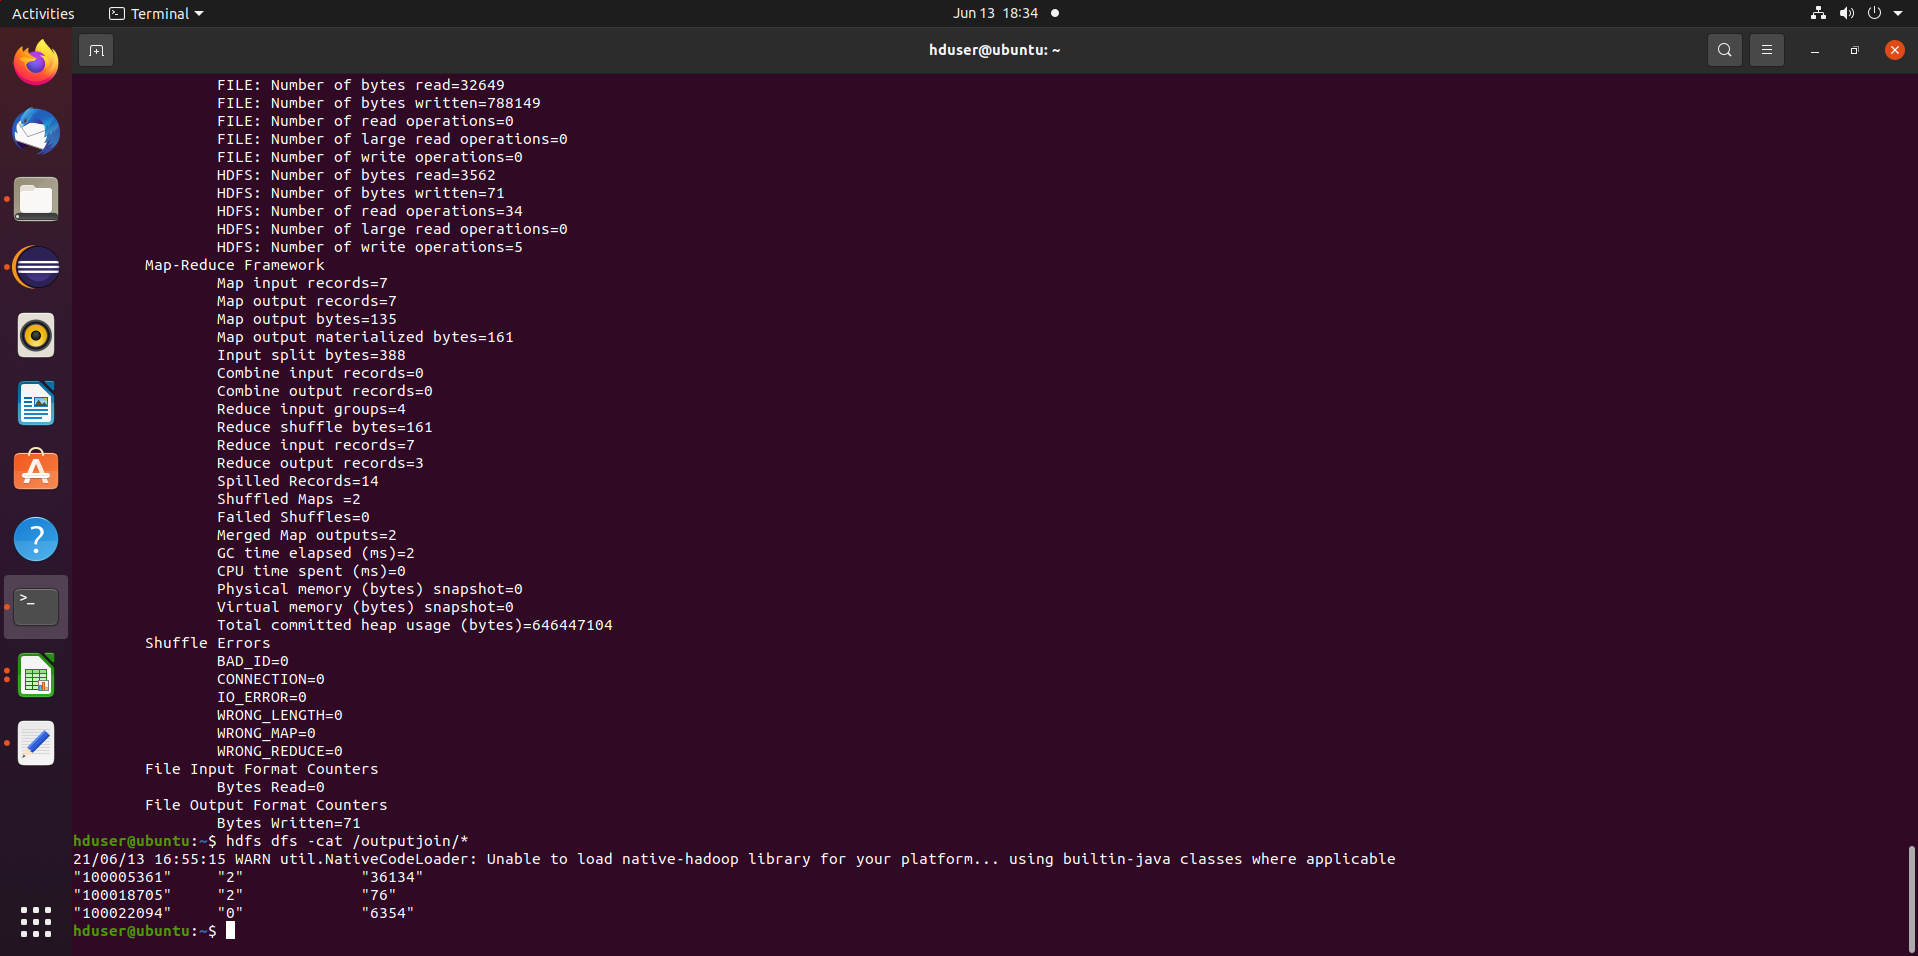 Activities
Terminal
Jun 13 18:34
hduser@ubuntu: ~
FILE: Number of bytes read=32649
FILE: Number of bytes written=788149
FILE: Number of read operations=0
FILE: Number of large read operations=0
FILE: Number of write operations=0
HDFS: Number of bytes read=3562
HDFS: Number of bytes written=71
HDFS: Number of read operations=34
HDFS: Number of large read operations=0
HDFS: Number of write operations=5
Map-Reduce Framework
Map input records=7
Map output records=7
Map output bytes=135
Map output materialized bytes=161
Input split bytes=388
Combine input records=0
Combine output records=0
Reduce input groups=4
Reduce shuffle bytes=161
Reduce input records=7
Reduce output records=3
Spilled Records=14
Shuffled Maps =2
Failed Shuffles=0
Merged Map outputs=2
GC time elapsed (ms)=2
CPU time spent (ms)=0
Physical memory (bytes) snapshot=0
Virtual memory (bytes) snapshot=0
Total committed heap usage (bytes)=646447104
Shuffle Errors
BAD_ID=0
CONNECTION=0
IO_ERROR=0
WRONG_LENGTH=0
WRONG_MAP=0
WRONG_REDUCE=0
File Input Format Counters
Bytes Read=0
File Output Format Counters
Bytes Written=71
hduser@ubuntu:~$ hdfs dfs -cat /outputjoin/*
21/06/13 16:55:15 WARN util.NativeCodeLoader: Unable to load native-hadoop library for your platform... using builtin-java classes where applicable
"100005361" "2" "36134"
"100018705" "2" "76"
"100022094" "0" "6354"
hduser@ubuntu:~$